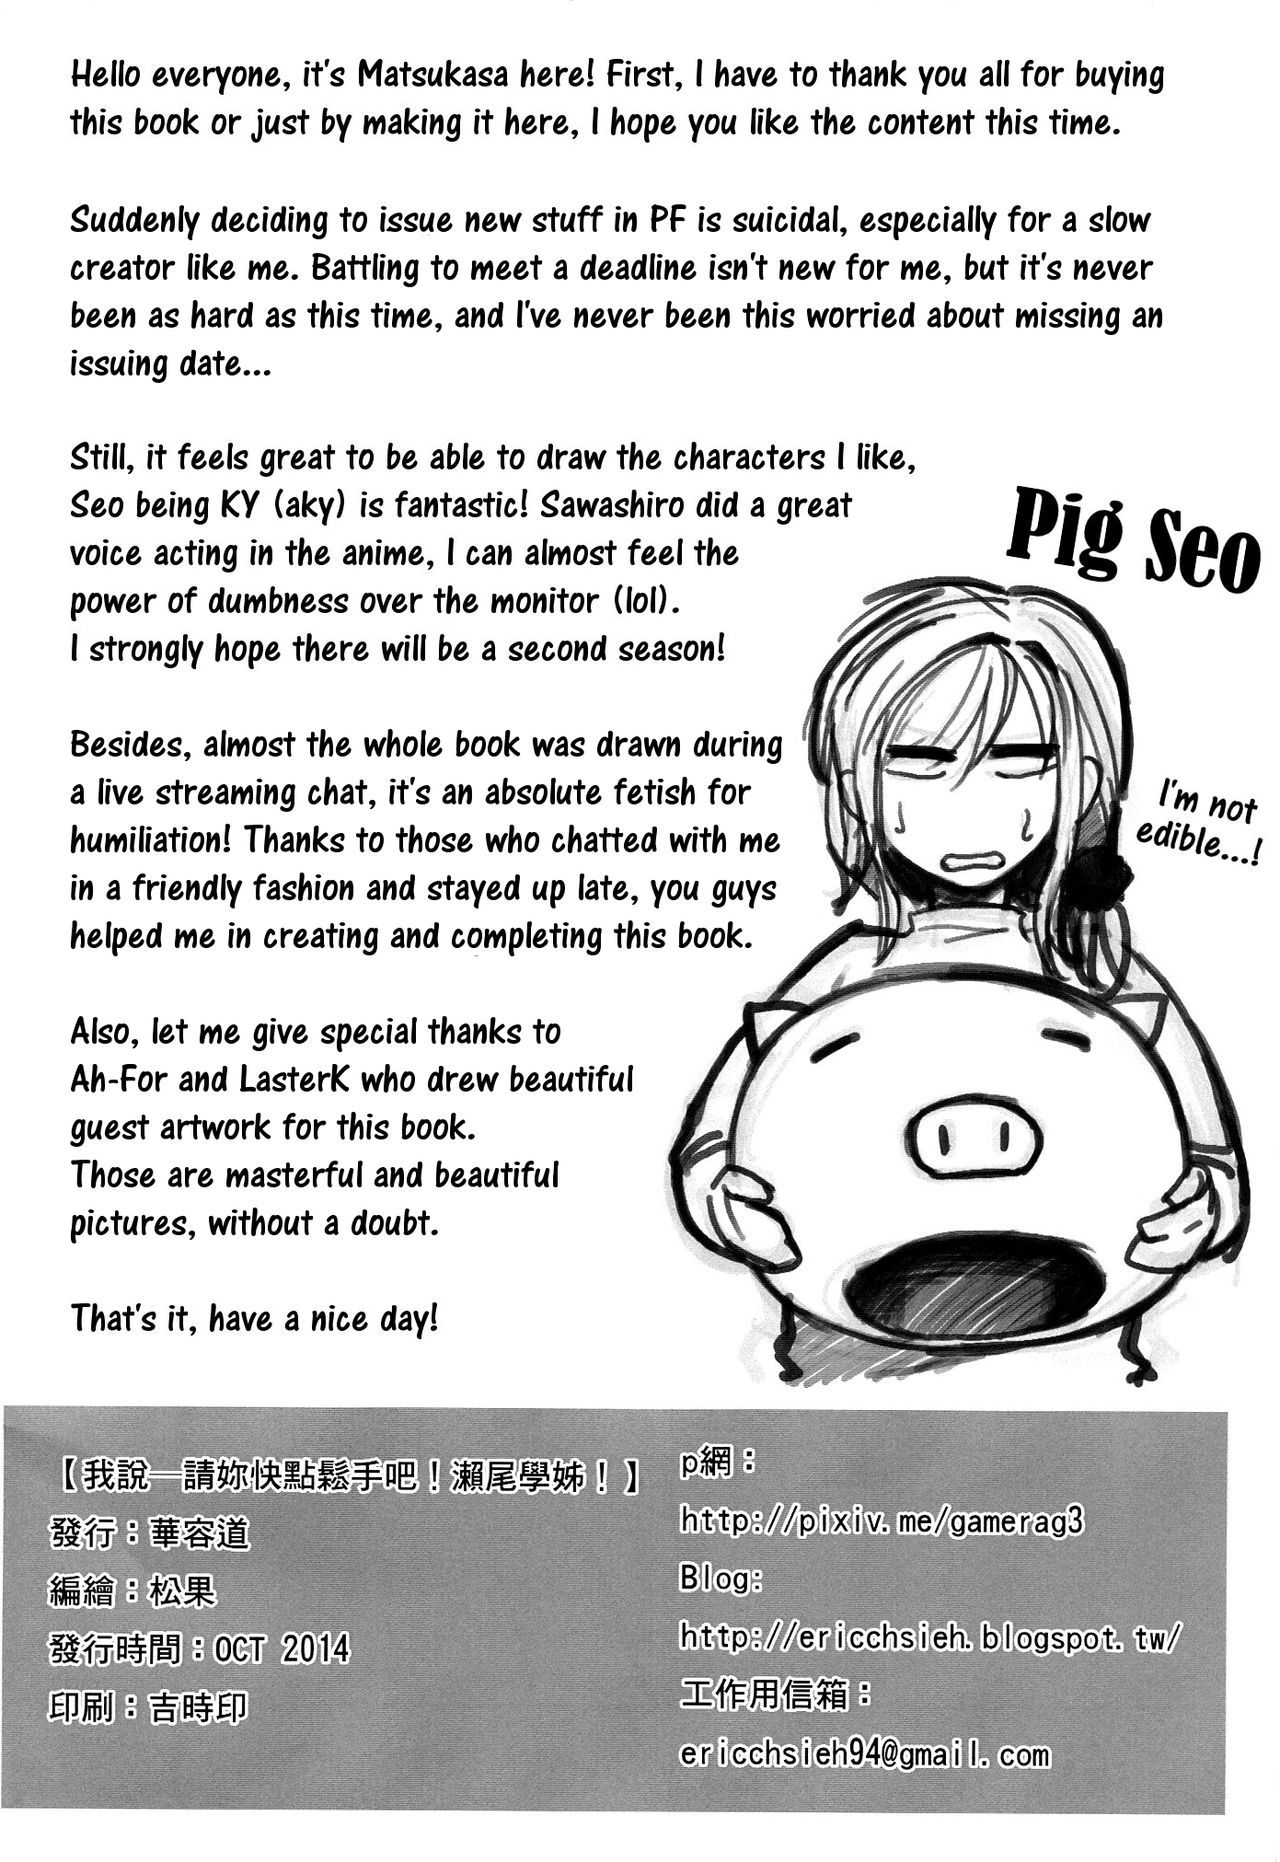 Hello everyone, it's Matsukasa here! First, I have to thank you all for buying
this book or just by making it here, I hope you like the content this time.
Suddenly deciding to issue new stuff in PF is suicidal, especially for a slow
creator like me. Battling to meet a deadline isn't new for me, but it's never
been as hard as this time, and I've never been this worried about missing an
issuing date...
Still, it feels great to be able to draw the characters I like,
Seo being KY (aky) is fantastic! Sawashiro did a great
voice acting in the anime, I can almost feel the
power of dumbness over the monitor (lol).
I strongly hope there will be a second season!
Pig Seo
Besides, almost the whole book was drawn during
a live streaming chat, it's an absolute fetish for
humiliation! Thanks to those who chatted with me
in a friendly fashion and stayed up late, you guys
helped me in creating and completing this book.
I'm not
edible...!
Also, let me give special thanks to
Ah-For and LasterK who drew beautiful
guest artwork for this book.
Those are masterful and beautiful
pictures, without a doubt.
That's it, have a nice day!
【我說—請妳快點鬆手吧！瀨尾學姊！】
發行：華容道
編繪：松果
發行時間：OCT 2014
印刷：吉時印
p網：
http://pixiv.me/gamerag3
Blog:
http://ericchsieh.blogspot.tw/
工作用信箱：
ericchsieh94@gmail.com